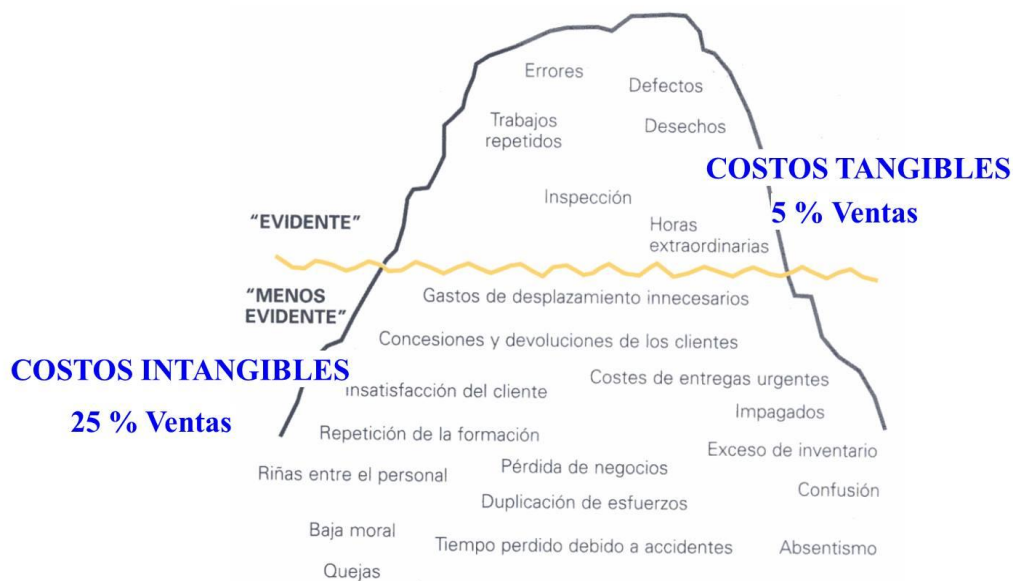 Errores
Defectos
Trabajos
repetidos
Desechos
COSTOS TANGIBLES
5 % Ventas
Inspección
"EVIDENTE"
Horas
extraordinarias
"MENOS
EVIDENTE"
Gastos de desplazamiento innecesarios
Concesiones y devoluciones de los clientes
COSTOS INTANGIBLES
25 % Ventas
Insatisfacción del cliente
Costes de entregas urgentes
Impagados
Repetición de la formación
Exceso de inventario
Riñas entre el personal
Pérdida de negocios
Confusión
Duplicación de esfuerzos
Baja moral
Tiempo perdido debido a accidentes
Absentismo
Quejas